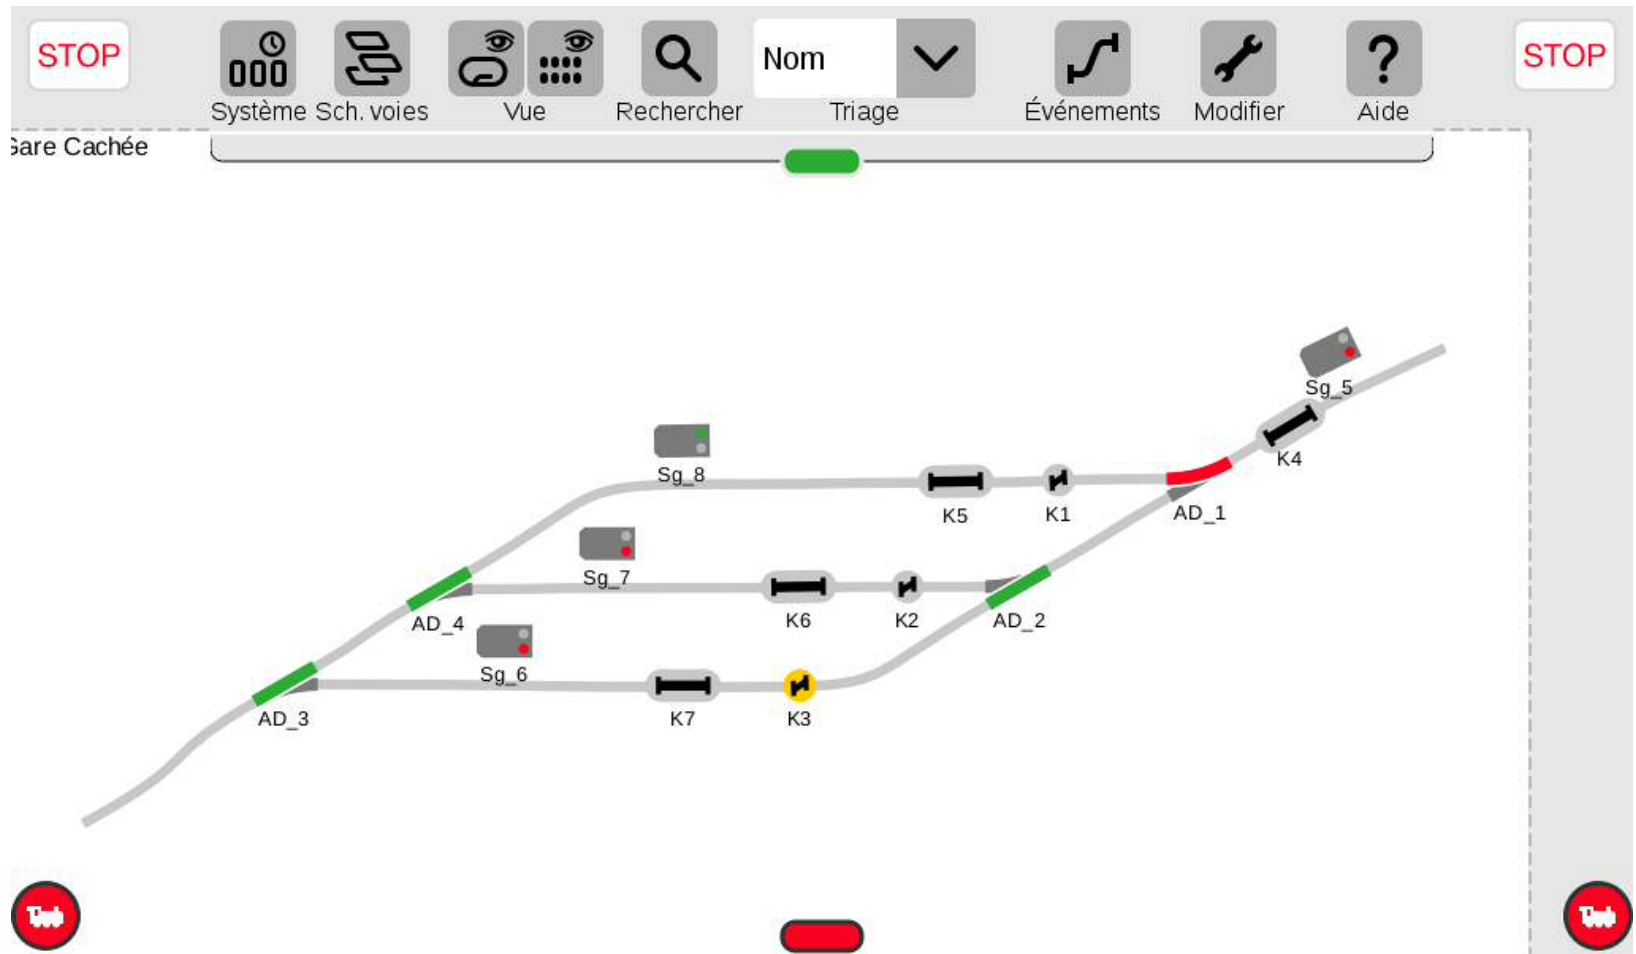 STOP
Nom
STOP
Système Sch. voies Vue Rechercher Triage Événements Modifier Aide
Gare Cachée
Sg_5
K4
Sg_8
K5
K1
AD_1
Sg_7
AD_4
K6
K2
AD_2
Sg_6
AD_3
K7
K3